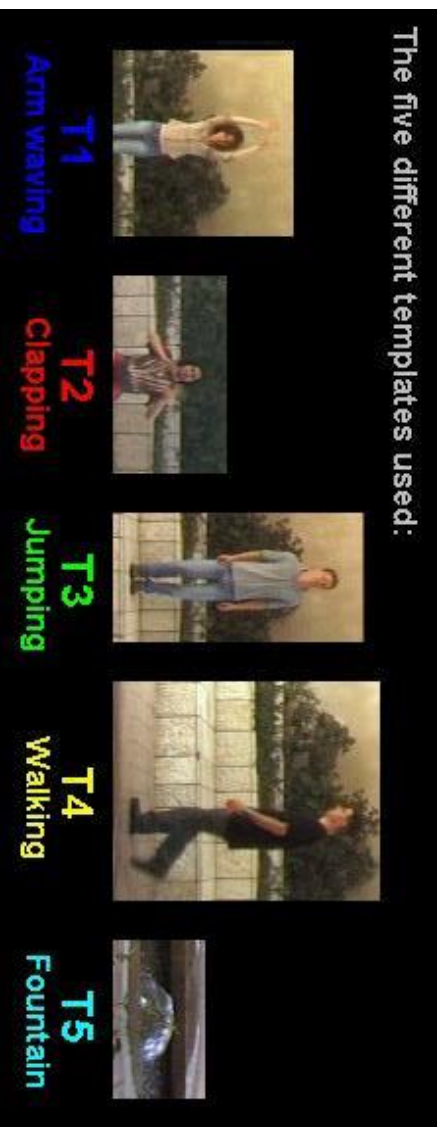 The five different templates used:
T1 T2 T3 T4 T5
Arm waving Clapping Jumping Walking Fountain